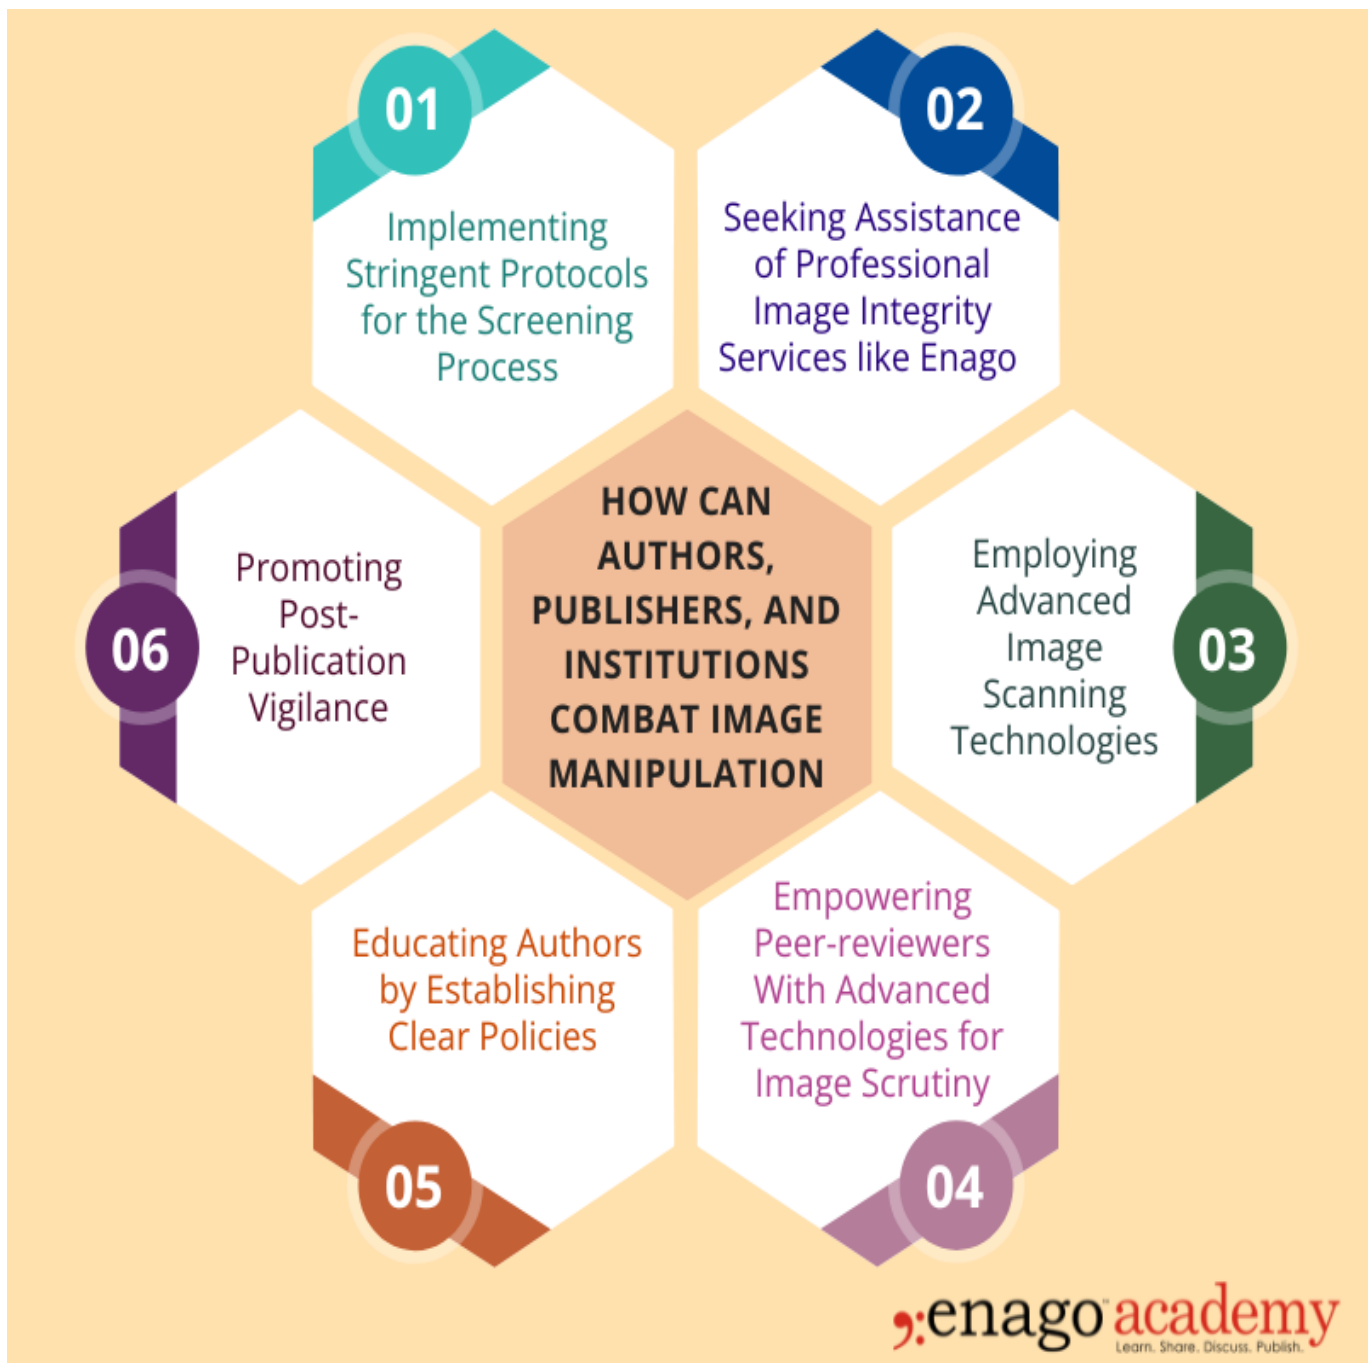 HOW CAN
AUTHORS,
PUBLISHERS, AND
INSTITUTIONS
COMBAT IMAGE
MANIPULATION
01
Implementing
Stringent Protocols
for the Screening
Process
02
Seeking Assistance
of Professional
Image Integrity
Services like Enago
03
Employing
Advanced
Image
Scanning
Technologies
04
Empowering
Peer-reviewers
With Advanced
Technologies for
Image Scrutiny
05
Educating Authors
by Establishing
Clear Policies
06
Promoting
Post-
Publication
Vigilance
enago academy
Learn. Share. Discuss. Publish.